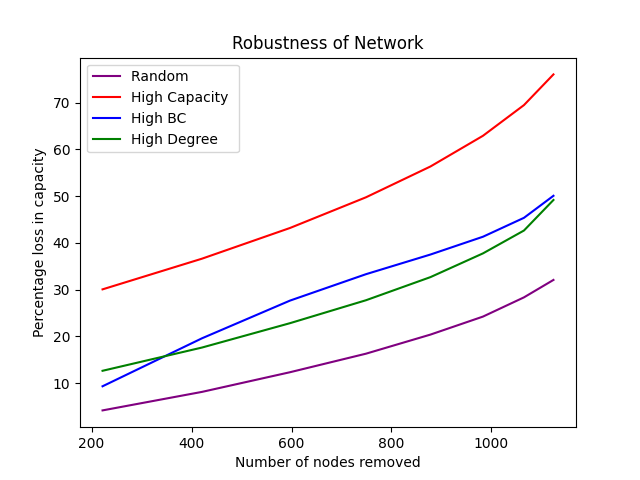 Robustness of Network
Random
High Capacity
High BC
High Degree
Percentage loss in capacity
70
60
50
40
30
20
10
200
400
600
800
1000
Number of nodes removed